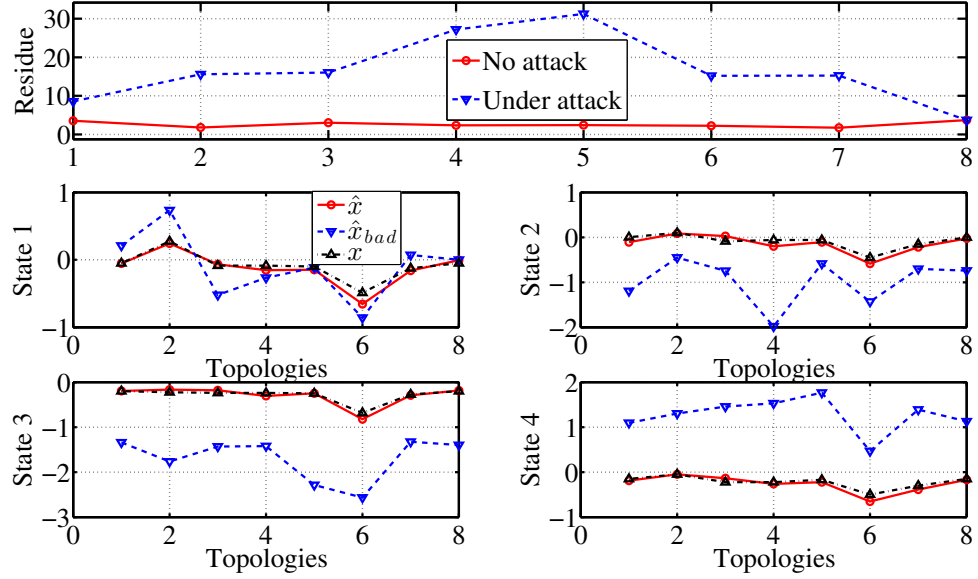 Residue
30
20
10
0
No attack
Under attack
1 2 3 4 5 6 7 8
State 1
1
0
−1
x̂
x̂bad
x
0 2 4 6 8
Topologies
State 2
1
0
−1
−2
0 2 4 6 8
Topologies
State 3
0
−1
−2
−3
0 2 4 6 8
Topologies
State 4
2
1
0
−1
0 2 4 6 8
Topologies